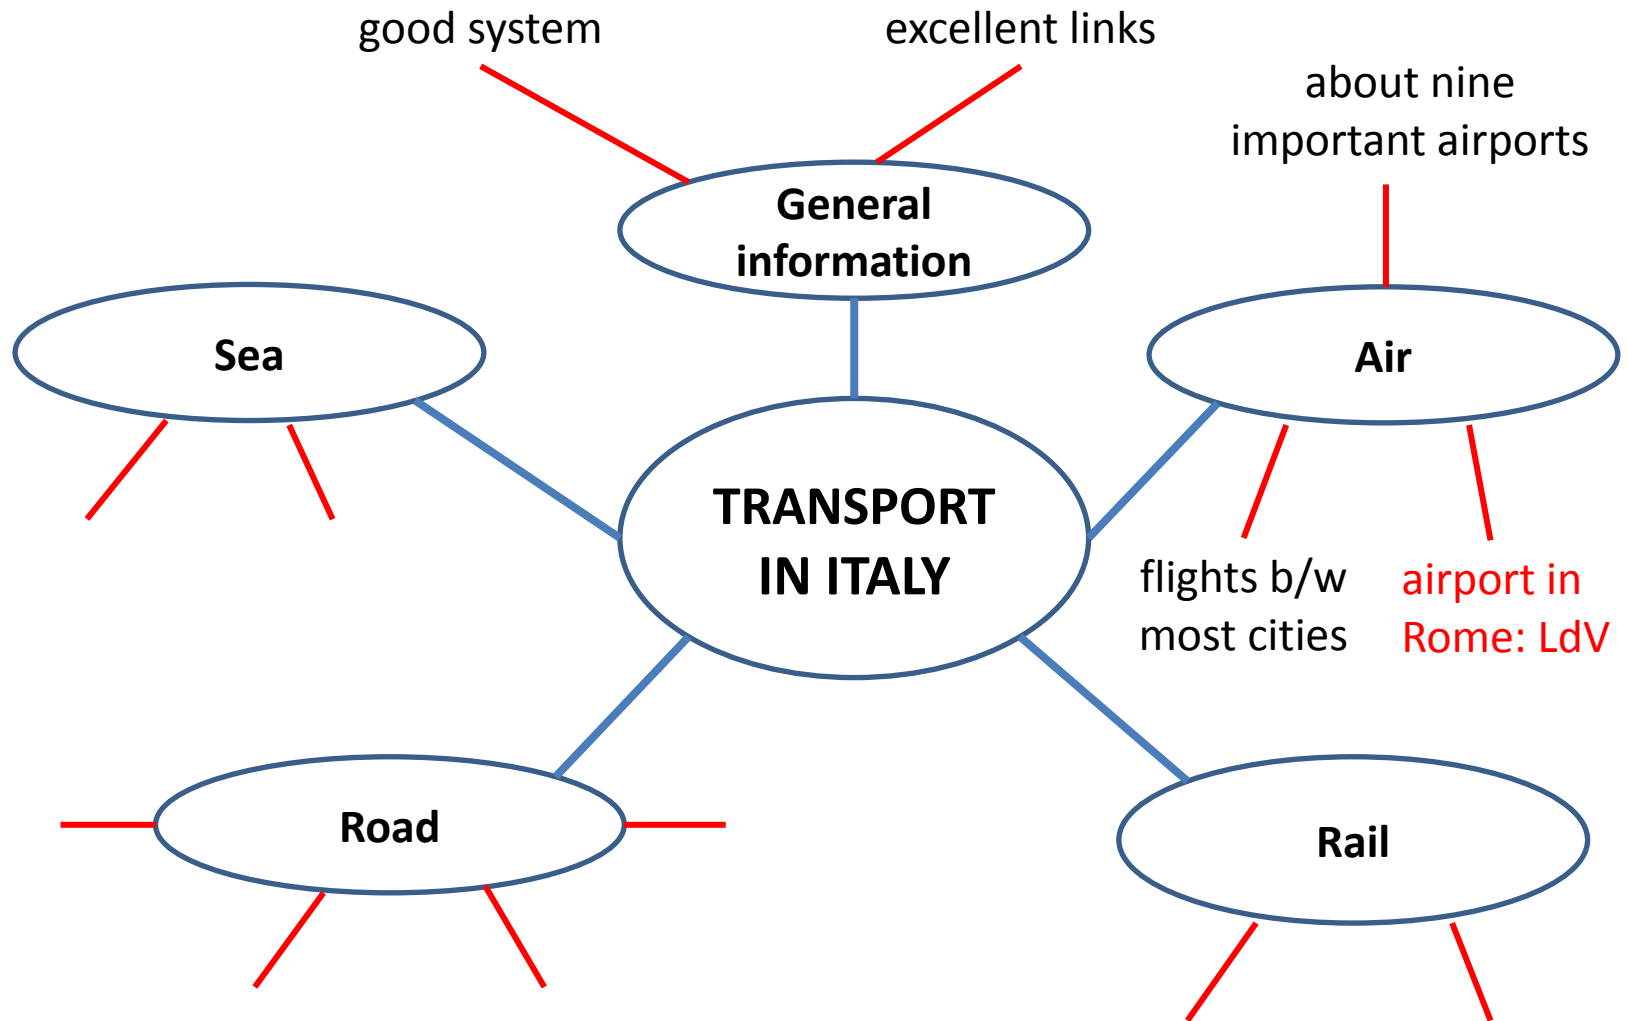 good system
excellent links
about nine
important airports
General
information
Sea
Air
TRANSPORT
IN ITALY
flights b/w
most cities
airport in
Rome: LdV
Road
Rail